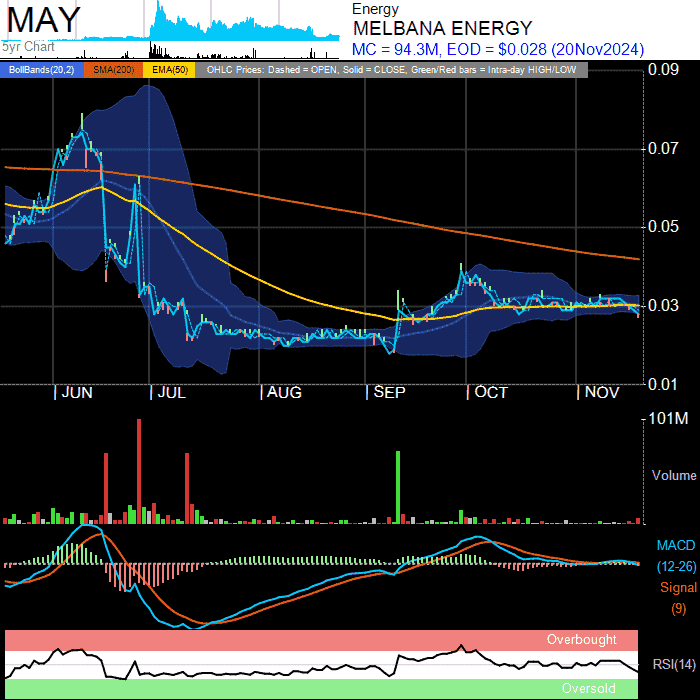 MAY
5yr Chart
Energy
MELBANA ENERGY
MC = 94.3M, EOD = $0.028 (20Nov2024)
BollBands(20,2) SMA(200) EMA(50) OHLC Prices: Dashed = OPEN, Solid = CLOSE, Green/Red bars = Intra-day HIGH/LOW
0.09
0.07
0.05
0.03
0.01
JUN JUL AUG SEP OCT NOV
101M
Volume
MACD
(12-26)
Signal
(9)
Overbought
RSI(14)
Oversold